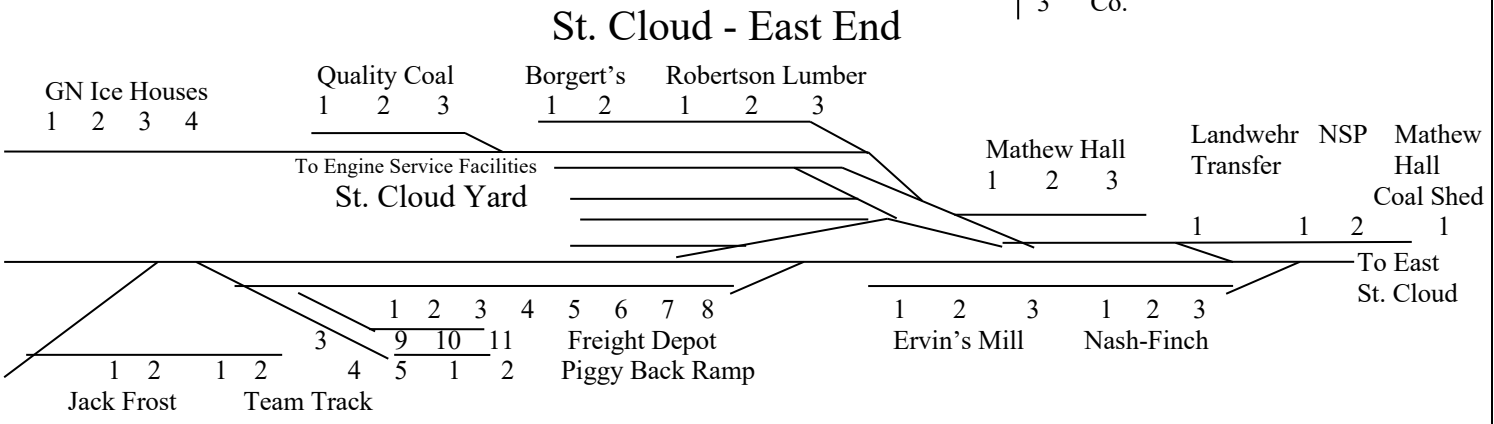 3 Co.
St. Cloud - East End
GN Ice Houses
1 2 3 4
Quality Coal
1 2 3
Borgert's Robertson Lumber
1 2 1 2 3
To Engine Service Facilities
St. Cloud Yard
Mathew Hall
1 2 3
Landwehr NSP Mathew
Transfer Hall
Coal Shed
1 1 2 1
To East
St. Cloud
1 2 3 4 5 6 7 8
3 9 10 11 Freight Depot
1 2 1 2 4 5 1 2 Piggy Back Ramp
Jack Frost Team Track
1 2 3 1 2 3
Ervin's Mill Nash-Finch